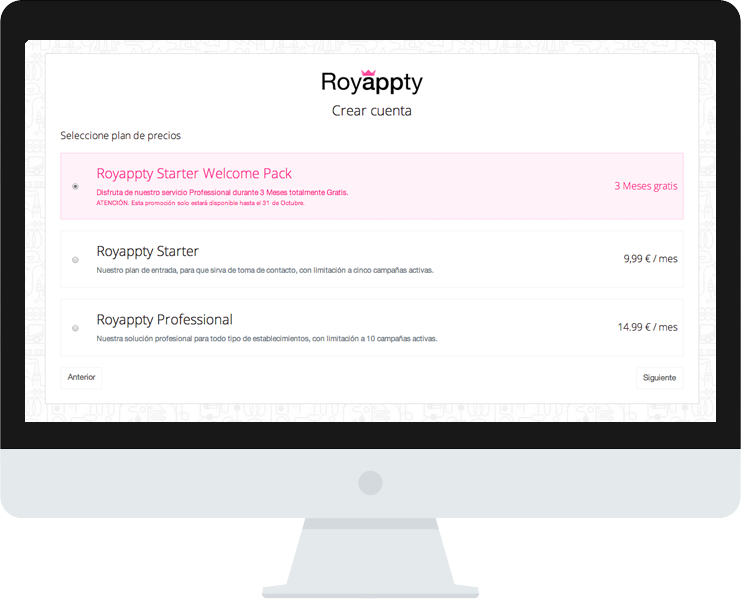 Royappty
Crear cuenta
Seleccione plan de precios
Royappty Starter Welcome Pack
Disfruta de nuestro servicio Professional durante 3 Meses totalmente Gratis.
ATENCIÓN. Esta promoción solo estará disponible hasta el 31 de Octubre.
3 Meses gratis
Royappty Starter
Nuestro plan de entrada, para que sirva de toma de contacto, con limitación a cinco campañas activas.
9,99 € / mes
Royappty Professional
Nuestra solución profesional para todo tipo de establecimientos, con limitación a 10 campañas activas.
14.99 € / mes
Anterior
Siguiente